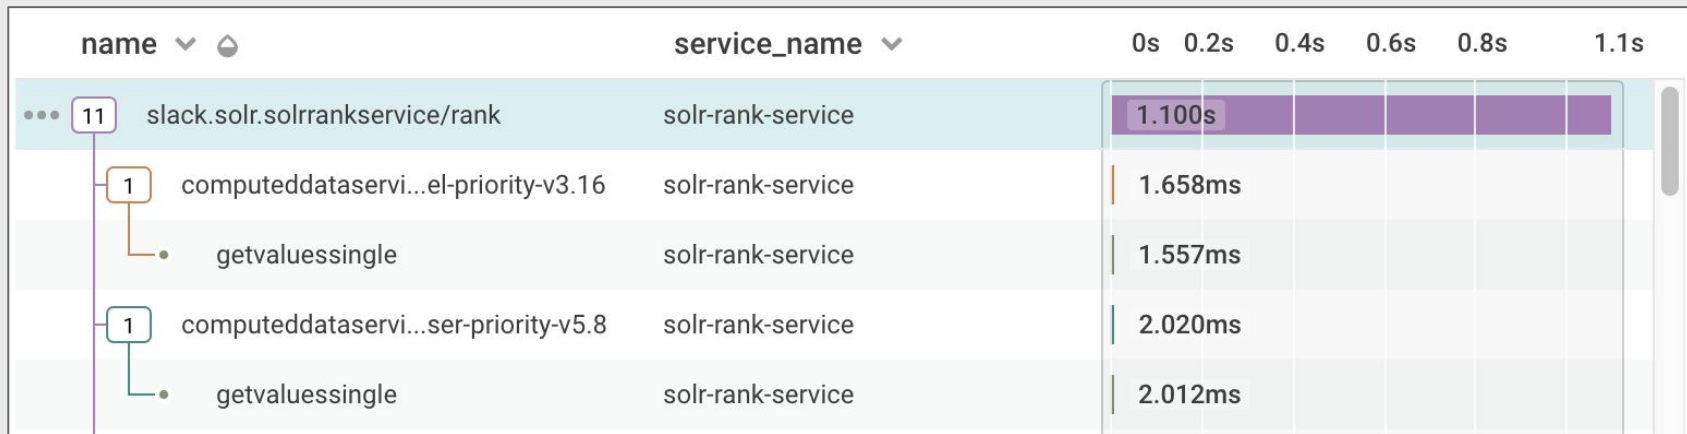 name service_name 0s 0.2s 0.4s 0.6s 0.8s 1.1s
11 slack.solr.solrrankservice/rank solr-rank-service 1.100s
1 computeddataservi...el-priority-v3.16 solr-rank-service 1.658ms
getvaluessingle solr-rank-service 1.557ms
1 computeddataservi...ser-priority-v5.8 solr-rank-service 2.020ms
getvaluessingle solr-rank-service 2.012ms